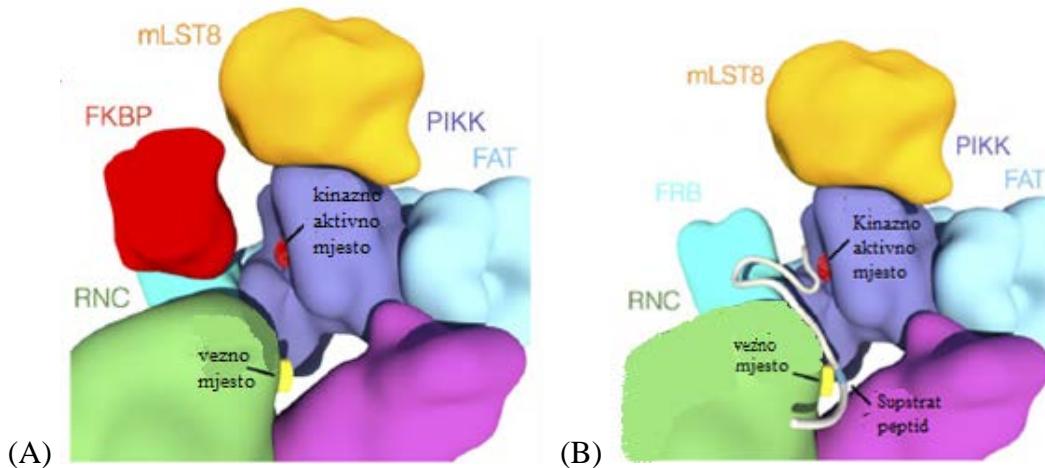 mLST8
FKBP
PIKK
FAT
kinazno
aktivno
mjesto
RNC
vezno
mjesto
(A)
mLST8
PIKK
FRB
FAT
Kinazno
aktivno
mjesto
RNC
vezno
mjesto
Supstrat
peptid
(B)